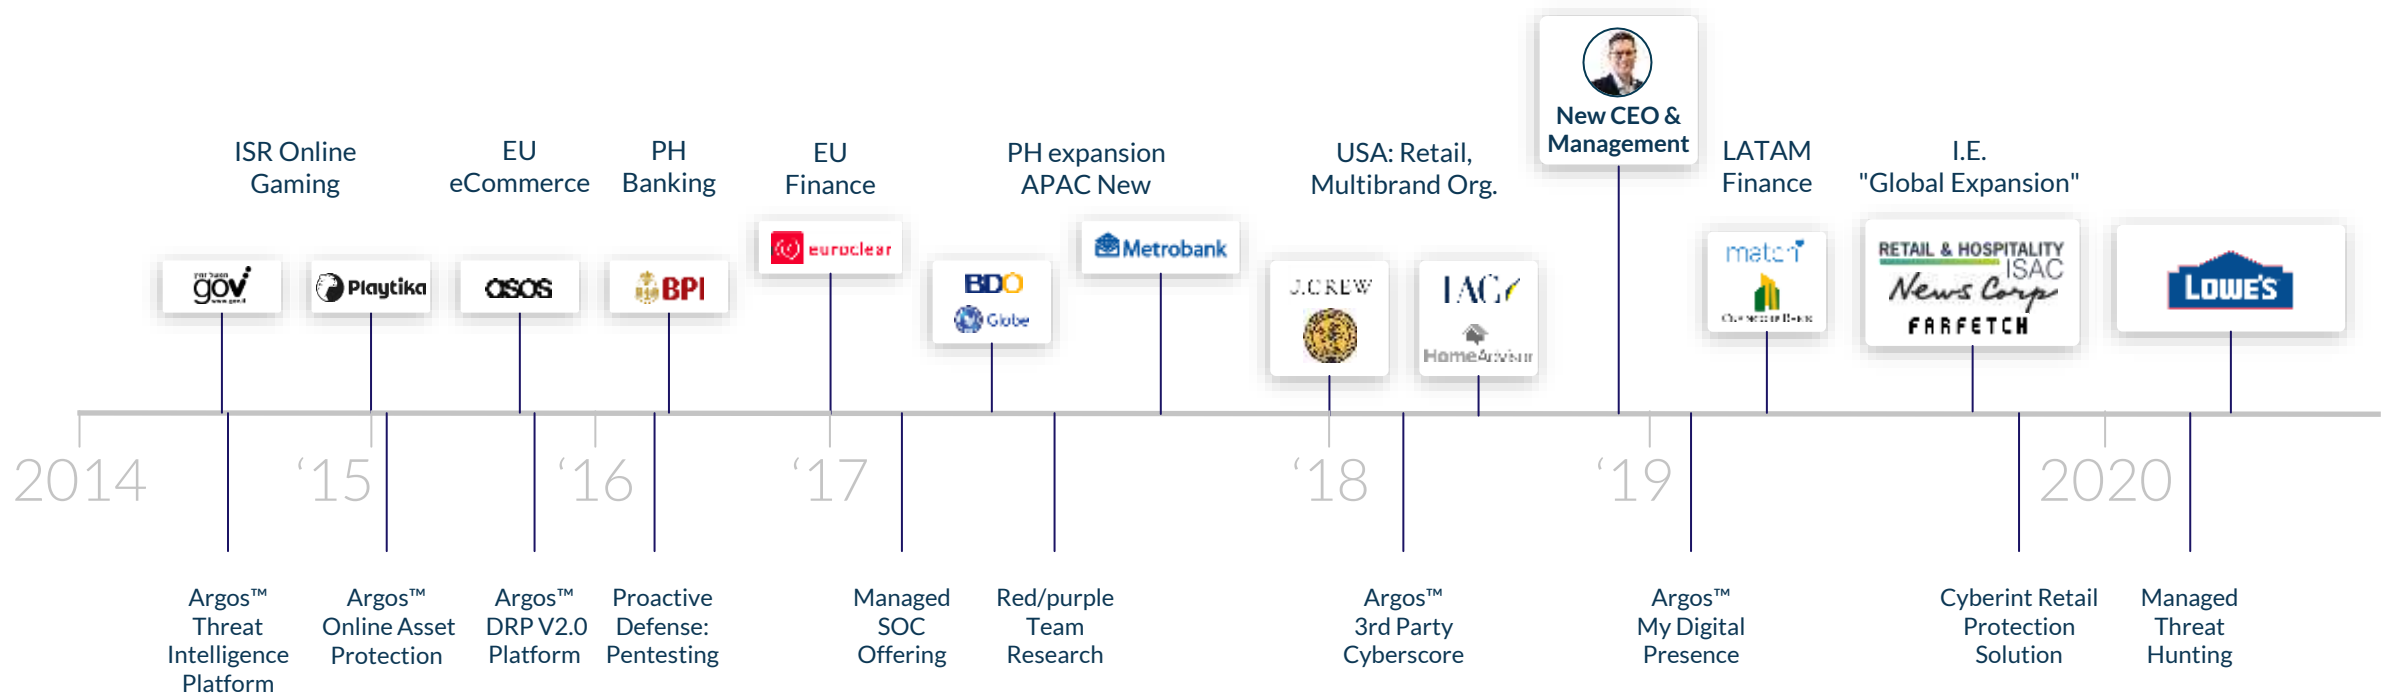 New CEO &
Management
ISR Online
Gaming
EU
eCommerce
PH
Banking
EU
Finance
PH expansion
APAC New
USA: Retail,
Multibrand Org.
LATAM
Finance
I.E.
"Global Expansion"
gov
Playtika
asos
BPI
euroclear
BDO
Globe
Metrobank
J.CREW
IAC
HomeAdvisor
match
RETAIL & HOSPITALITY
ISAC
News Corp
FARFETCH
LOWE'S
2014
‘15
‘16
‘17
‘18
‘19
2020
Argos™
Threat
Intelligence
Platform
Argos™
Online Asset
Protection
Argos™
DRP V2.0
Platform
Proactive
Defense:
Pentesting
Managed
SOC
Offering
Red/purple
Team
Research
Argos™
3rd Party
Cyberscore
Argos™
My Digital
Presence
Cyberint Retail
Protection
Solution
Managed
Threat
Hunting